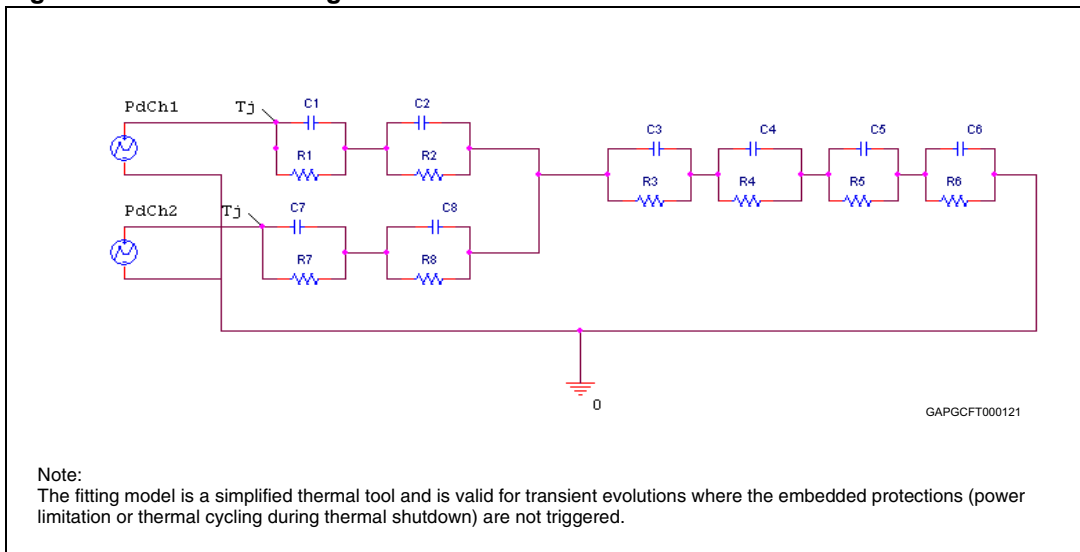 PdCh1
Tj
C1
C2
R1
R2
C3
C4
C5
C6
R3
R4
R5
R6
PdCh2
Tj
C7
C8
R7
R8
0
GAPGCFT000121
Note:
The fitting model is a simplified thermal tool and is valid for transient evolutions where the embedded protections (power
limitation or thermal cycling during thermal shutdown) are not triggered.